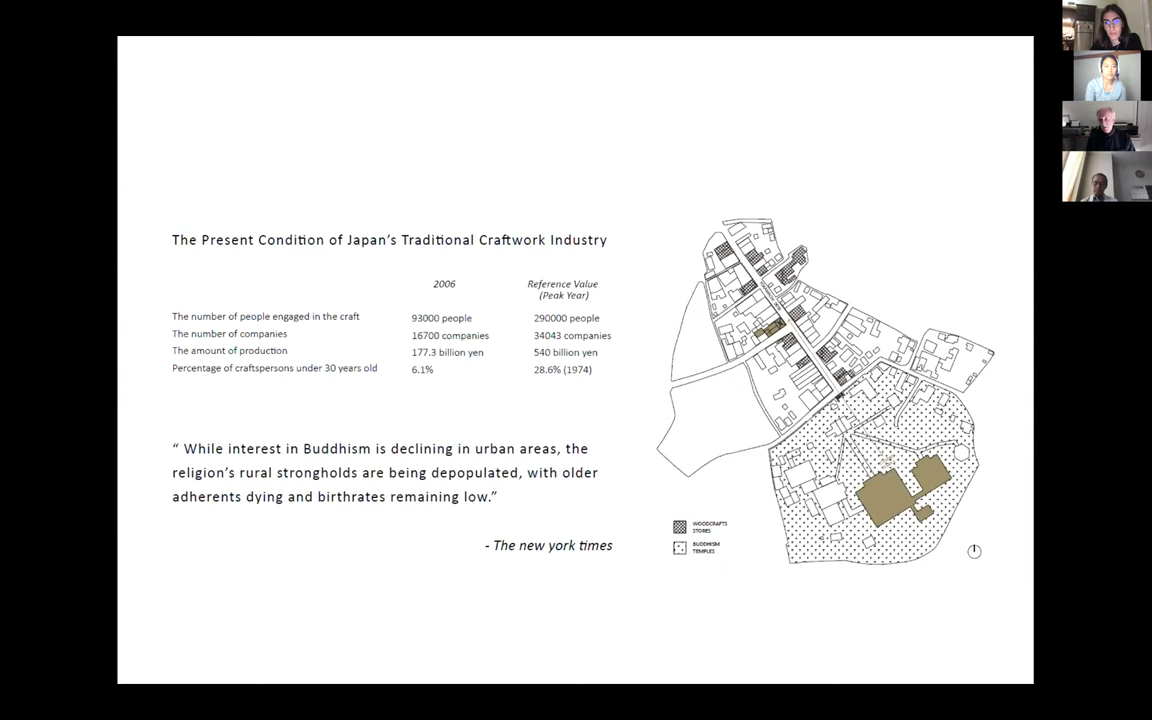 The Present Condition of Japan's Traditional Craftwork Industry
2006
Reference Value
(Peak Year)
The number of people engaged in the craft 93000 people 290000 people
The number of companies 16700 companies 34043 companies
The amount of production 177.3 billion yen 540 billion yen
Percentage of craftspersons under 30 years old 6.1% 28.6% (1974)
“ While interest in Buddhism is declining in urban areas, the
religion’s rural strongholds are being depopulated, with older
adherents dying and birthrates remaining low.”
- The new york times
WOODCRAFTS
STORES
BUDDHISM
TEMPLES